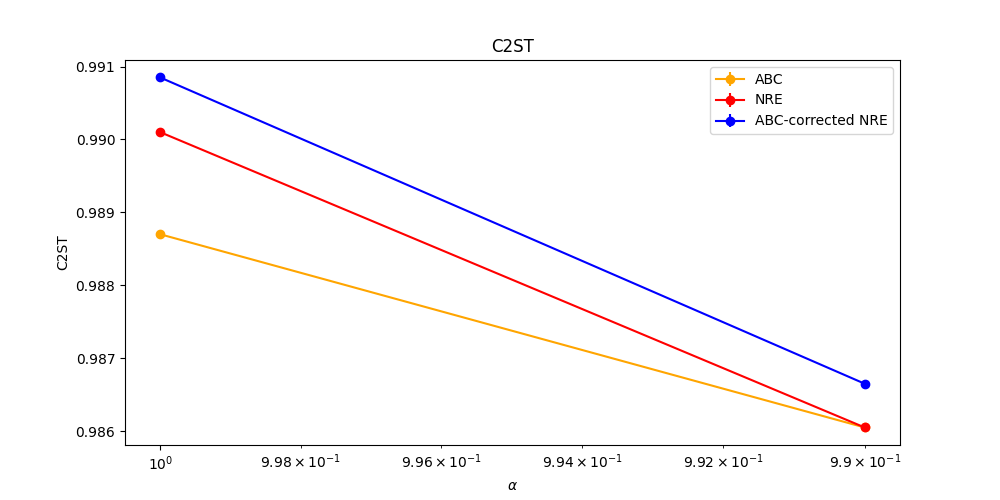 C2ST
0.991
0.990
0.989
0.988
0.987
0.986
C2ST
ABC
NRE
ABC-corrected NRE
10⁰
9.98 × 10⁻¹
9.96 × 10⁻¹
9.94 × 10⁻¹
9.92 × 10⁻¹
9.9 × 10⁻¹
α